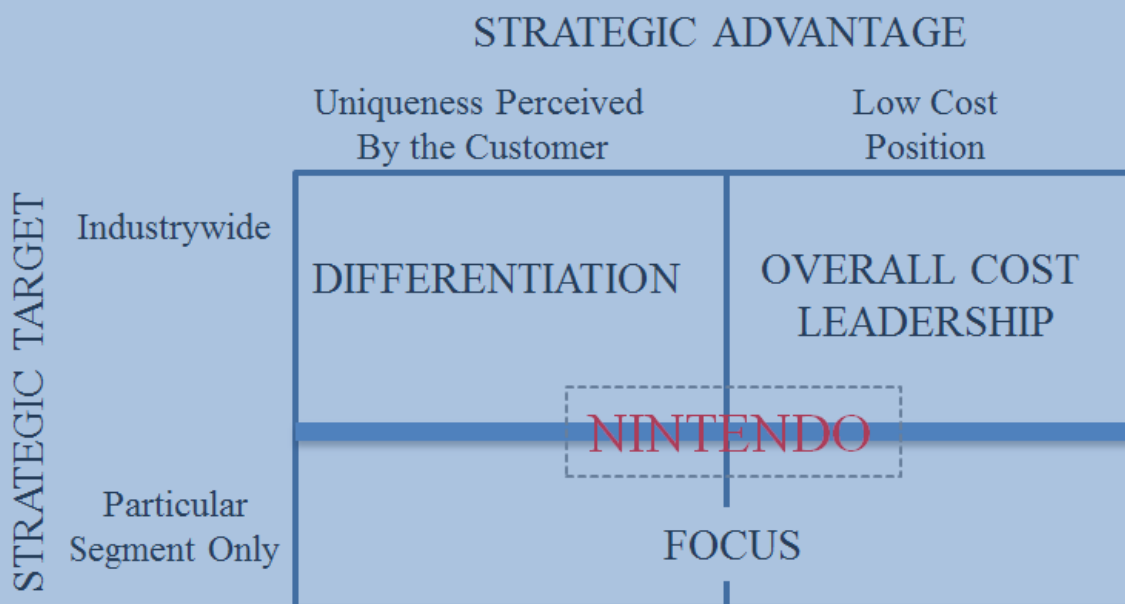 STRATEGIC ADVANTAGE
Uniqueness Perceived
By the Customer
Low Cost
Position
STRATEGIC TARGET
Industrywide
DIFFERENTIATION
OVERALL COST
LEADERSHIP
NINTENDO
Particular
Segment Only
FOCUS